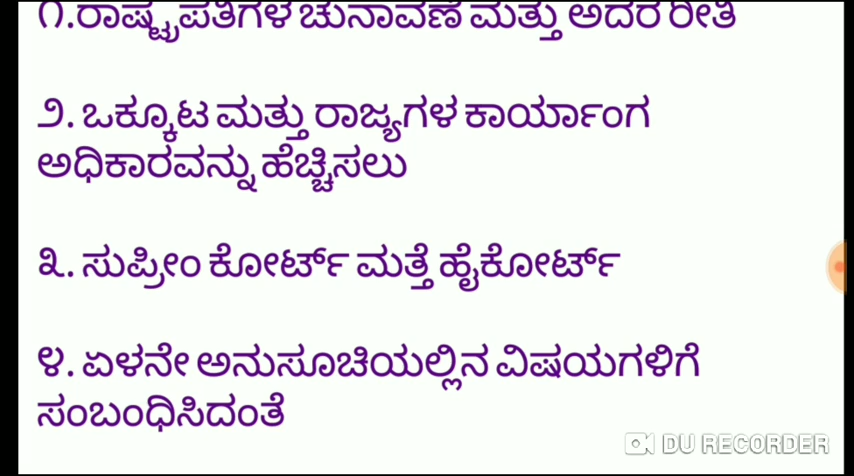 ೧.ರಾಷ್ಟ್ರಪತಿಗಳ ಚುನಾವಣೆ ಮತ್ತು ಅದರ ರೀತಿ
೨. ಒಕ್ಕೂಟ ಮತ್ತು ರಾಜ್ಯಗಳ ಕಾರ್ಯಾಂಗ
ಅಧಿಕಾರವನ್ನು ಹೆಚ್ಚಿಸಲು
೩. ಸುಪ್ರೀಂ ಕೋರ್ಟ್ ಮತ್ತೆ ಹೈಕೋರ್ಟ್
೪. ಏಳನೇ ಅನುಸೂಚಿಯಲ್ಲಿನ ವಿಷಯಗಳಿಗೆ
ಸಂಬಂಧಿಸಿದಂತೆ
DU RECORDER